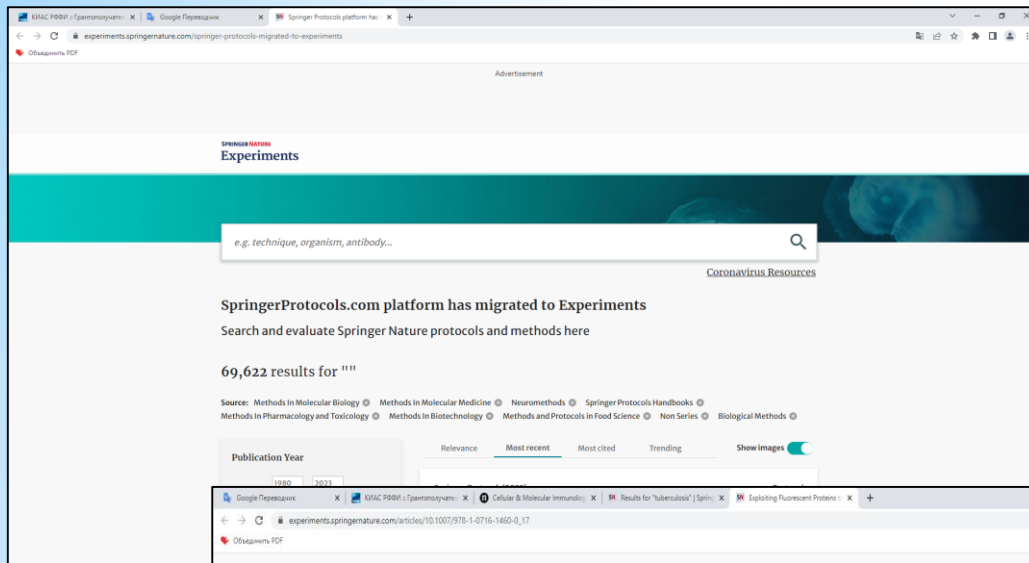 КИАС РФФИ :: Грантополучате
Google Переводчик
Springer Protocols platform has
experiments.springernature.com/springer-protocols-migrated-to-experiments
Объединить PDF
Advertisement
SPRINGER NATURE
Experiments
e.g. technique, organism, antibody...
Coronavirus Resources
SpringerProtocols.com platform has migrated to Experiments
Search and evaluate Springer Nature protocols and methods here
69,622 results for ""
Source: Methods In Molecular Biology Methods In Molecular Medicine Neuromethods Springer Protocols Handbooks
Methods In Pharmacology and Toxicology Methods In Biotechnology Methods and Protocols in Food Science Non Series Biological Methods
Publication Year
Relevance Most recent Most cited Trending Show images
1980 2023
Google Переводчик
КИАС РФФИ :: Грантополучате
Cellular & Molecular Immunolog
Results for "tuberculosis" | Spring
Exploiting Fluorescent Proteins t
experiments.springernature.com/articles/10.1007/978-1-0716-1460-0_17
Объединить PDF